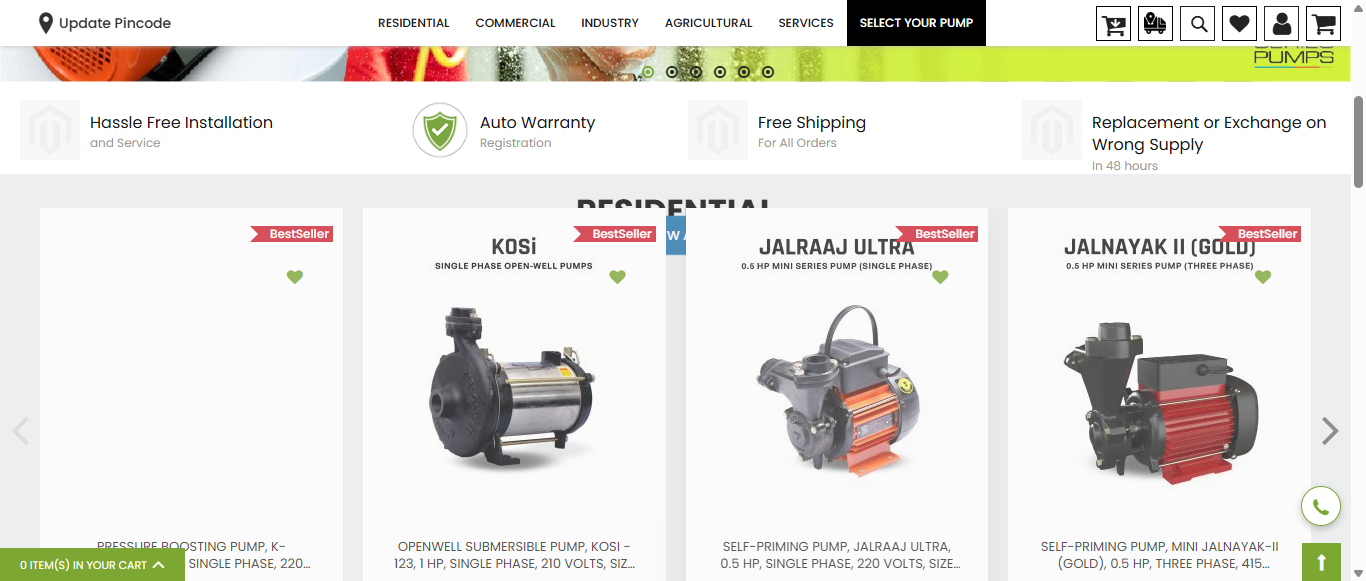 Update Pincode
RESIDENTIAL
COMMERCIAL
INDUSTRY
AGRICULTURAL
SERVICES
SELECT YOUR PUMP
PUMPS
Hassle Free Installation
and Service
Auto Warranty
Registration
Free Shipping
For All Orders
Replacement or Exchange on
Wrong Supply
In 48 hours
RESIDENTIAL
BestSeller
BestSeller
KOSi
SINGLE PHASE OPEN-WELL PUMPS
BestSeller
JALRAAJ ULTRA
0.5 HP MINI SERIES PUMP (SINGLE PHASE)
BestSeller
JALNAYAK II (GOLD)
0.5 HP MINI SERIES PUMP (THREE PHASE)
PRESSURE BOOSTING PUMP, K-
SINGLE PHASE, 220...
OPENWELL SUBMERSIBLE PUMP, KOSI -
123, 1 HP, SINGLE PHASE, 210 VOLTS, SIZ...
SELF-PRIMING PUMP, JALRAAJ ULTRA,
0.5 HP, SINGLE PHASE, 220 VOLTS, SIZE...
SELF-PRIMING PUMP, MINI JALNAYAK-II
(GOLD), 0.5 HP, THREE PHASE, 415...
0 ITEM(S) IN YOUR CART